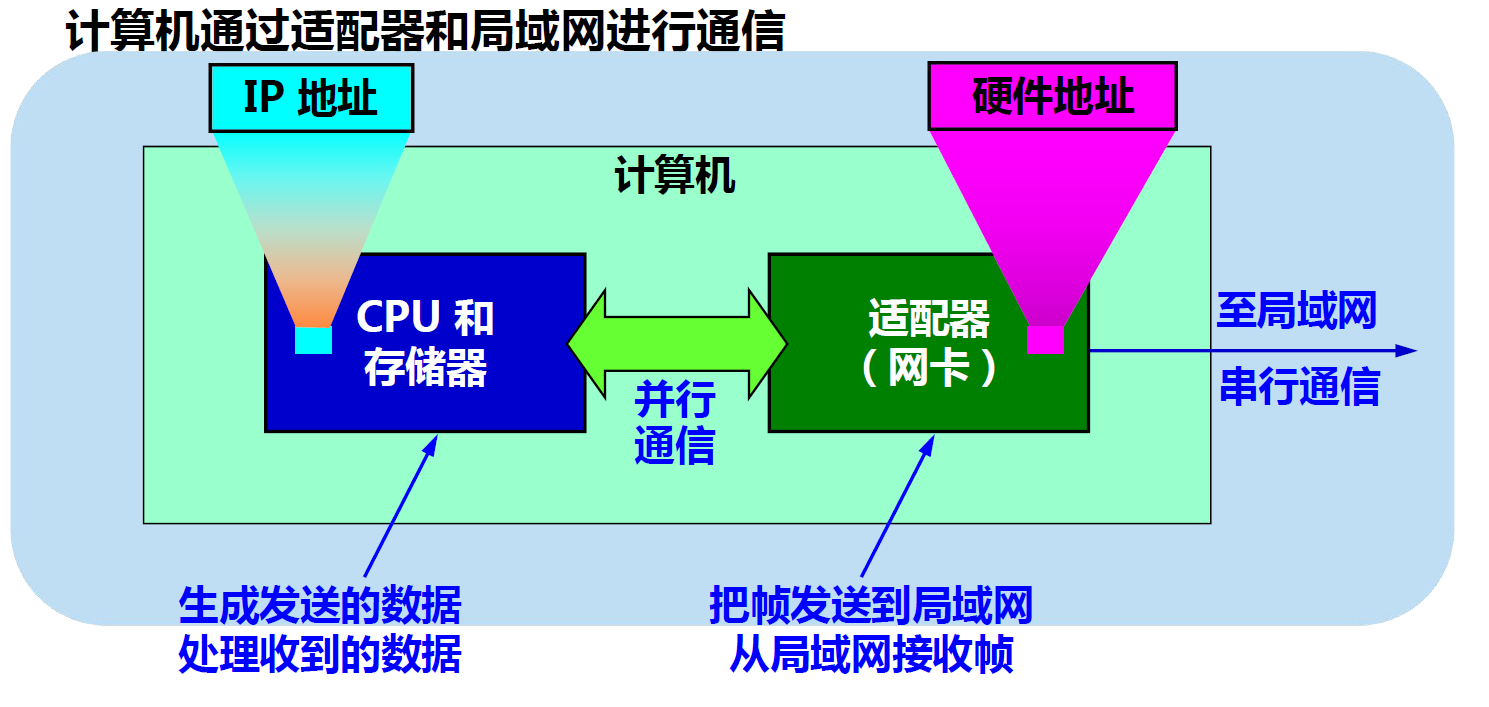 计算机通过适配器和局域网进行通信
IP 地址
硬件地址
计算机
CPU 和
存储器
适配器
（网卡）
并行
通信
至局域网
串行通信
生成发送的数据
处理收到的数据
把帧发送到局域网
从局域网接收帧